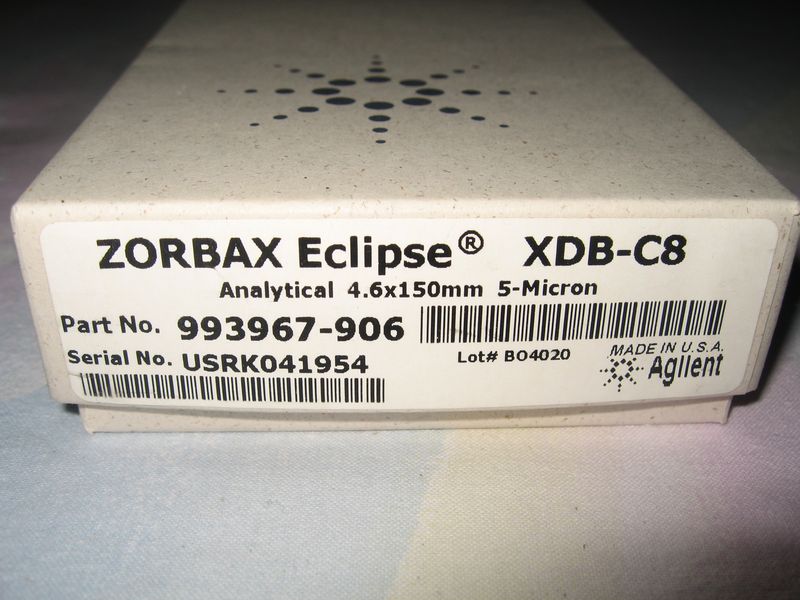 ZORBAX Eclipse® XDB-C8
Analytical 4.6x150mm 5-Micron
Part No. 993967-906
Serial No. USRK041954
Lot# BO4020
MADE IN U.S.A.
Agilent